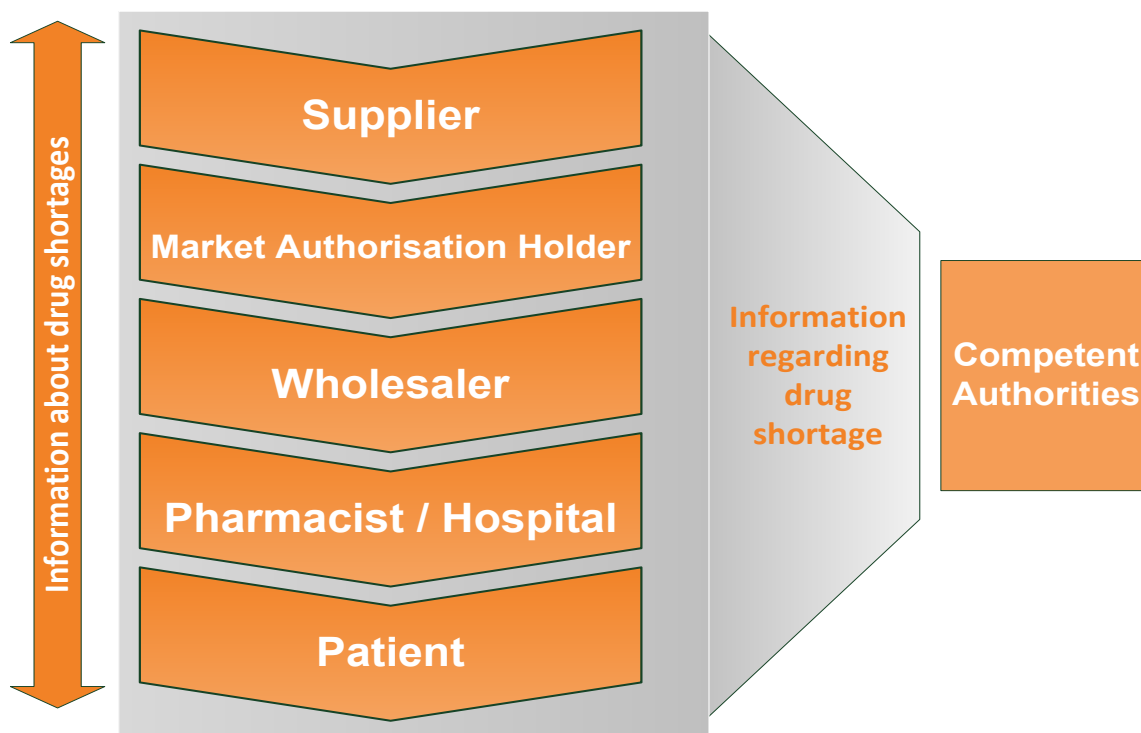 Information about drug shortages
Supplier
Market Authorisation Holder
Wholesaler
Pharmacist / Hospital
Patient
Information
regarding
drug
shortage
Competent
Authorities